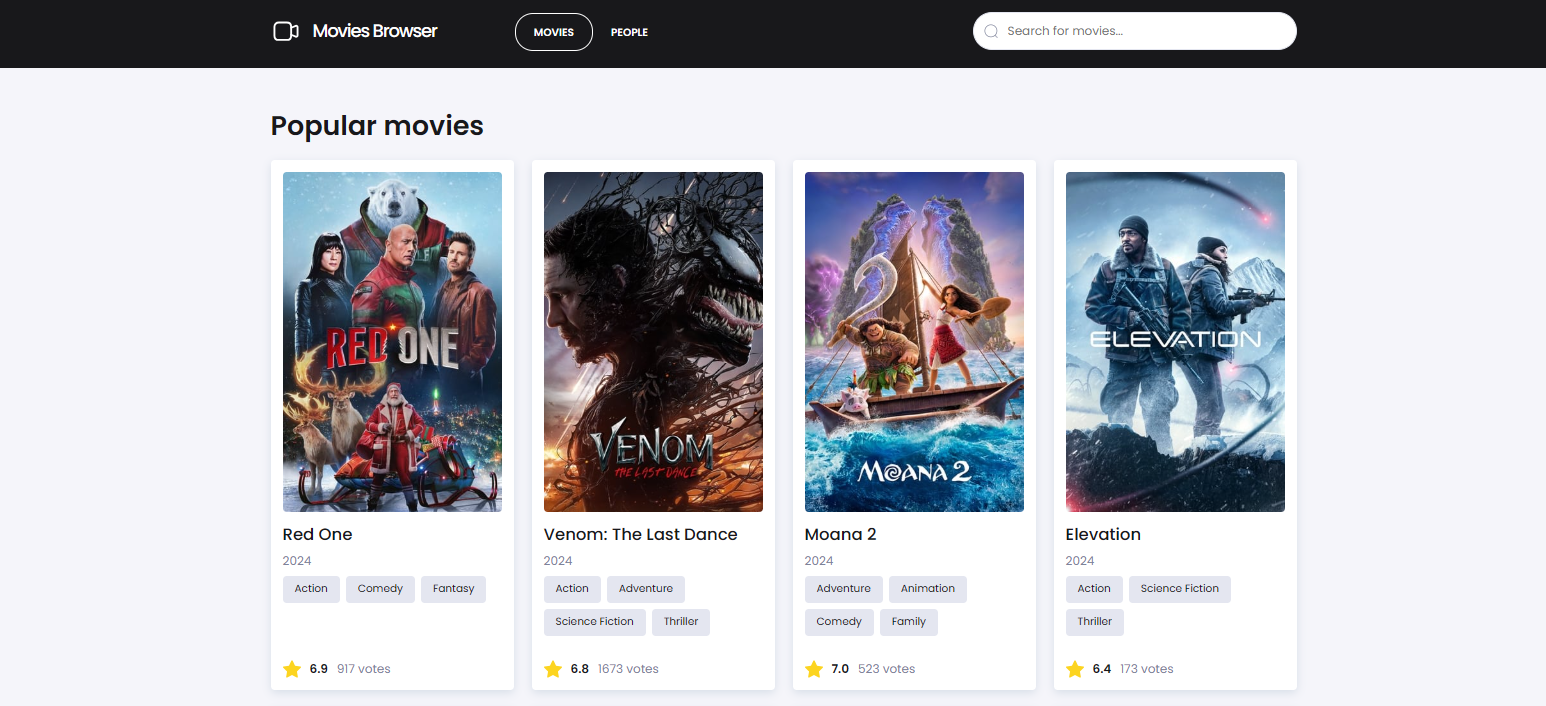 Movies Browser
MOVIES
PEOPLE
Search for movies...
Popular movies
RED ONE
Red One
2024
Action
Comedy
Fantasy
6.9
917 votes
VENOM
THE LAST DANCE
Venom: The Last Dance
2024
Action
Adventure
Science Fiction
Thriller
6.8
1673 votes
MOANA 2
Moana 2
2024
Adventure
Animation
Comedy
Family
7.0
523 votes
ELEVATION
Elevation
2024
Action
Science Fiction
Thriller
6.4
173 votes